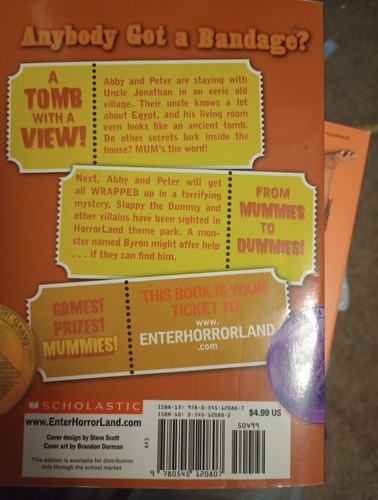 Anybody Got a Bandage?
A
TOMB
WITH A
VIEW!
Abby and Peter are staying with
Uncle Jonathan in an eerie old
village. Their uncle knows a lot
about Egypt, and his living room
even looks like an ancient tomb.
Do other secrets lurk inside the
house? MUM's the word!
Next, Abby and Peter will get
all WRAPPED up in a terrifying
mystery. Slappy the Dummy and
other villains have been sighted in
HorrorLand theme park. A mon-
ster named Byron might offer help
. . . if they can find him.
FROM
MUMMIES
TO
DUMMIES!
GAMES!
PRIZES!
MUMMIES!
THIS BOOK IS YOUR
TICKET TO
www.
ENTERHORRORLAND
.com
SCHOLASTIC
www.EnterHorrorLand.com
Cover design by Steve Scott
Cover art by Brandon Dorman
This edition is available for distribution
only through the school market.
ISBN-13: 978-0-545-12080-7
ISBN-10: 0-545-12080-2
$4.99 US
50499
9 780545 120807